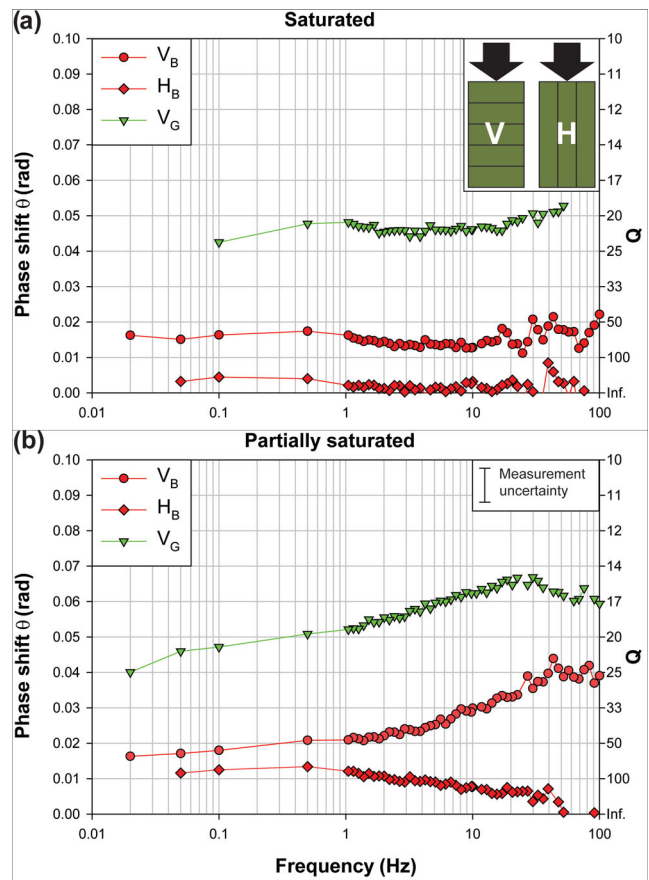 (a)
Saturated
V_B
H_B
V_G
V
H
Phase shift θ (rad)
0.10
0.09
0.08
0.07
0.06
0.05
0.04
0.03
0.02
0.01
0.00
10
11
12
14
17
20
25
33
50
100
Inf.
Q
0.01
0.1
1
10
100
(b)
Partially saturated
V_B
H_B
V_G
Measurement
uncertainty
Phase shift θ (rad)
0.10
0.09
0.08
0.07
0.06
0.05
0.04
0.03
0.02
0.01
0.00
10
11
12
14
17
20
25
33
50
100
Inf.
Q
0.01
0.1
1
10
100
Frequency (Hz)